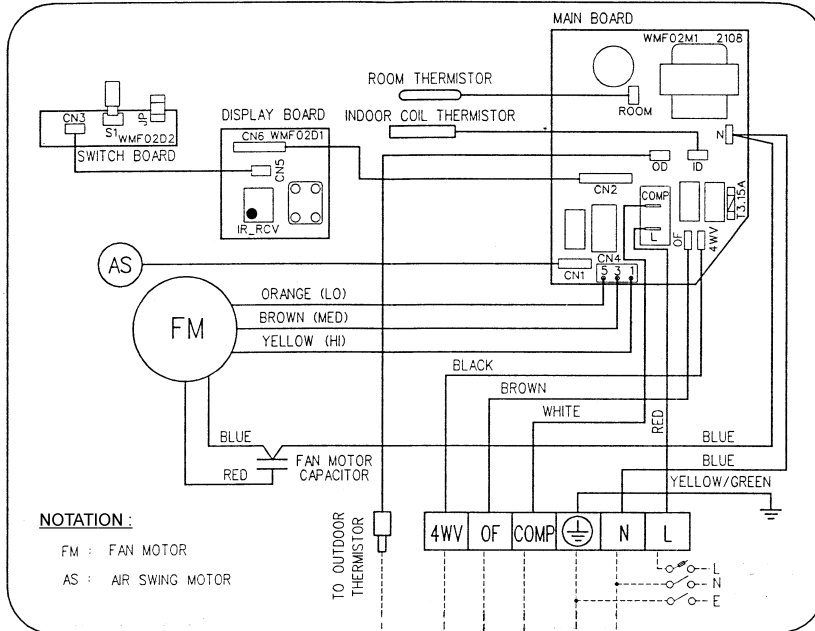 MAIN BOARD
WMF02M1 2108
ROOM THERMISTOR
ROOM
CN3
S1
JP
WMF02D2
SWITCH BOARD
DISPLAY BOARD
CN6 WMF02D1
CN5
IR_RCV
INDOOR COIL THERMISTOR
N
OD
ID
CN2
COMP
L
T3.15A
OF
4WV
CN4
CN1
5 3 1
AS
FM
ORANGE (LO)
BROWN (MED)
YELLOW (HI)
BLACK
BROWN
WHITE
RED
BLUE
BLUE
BLUE
RED
FAN MOTOR
CAPACITOR
YELLOW/GREEN
TO OUTDOOR
THERMISTOR
4WV OF COMP N L
L
N
E
NOTATION :
FM : FAN MOTOR
AS : AIR SWING MOTOR